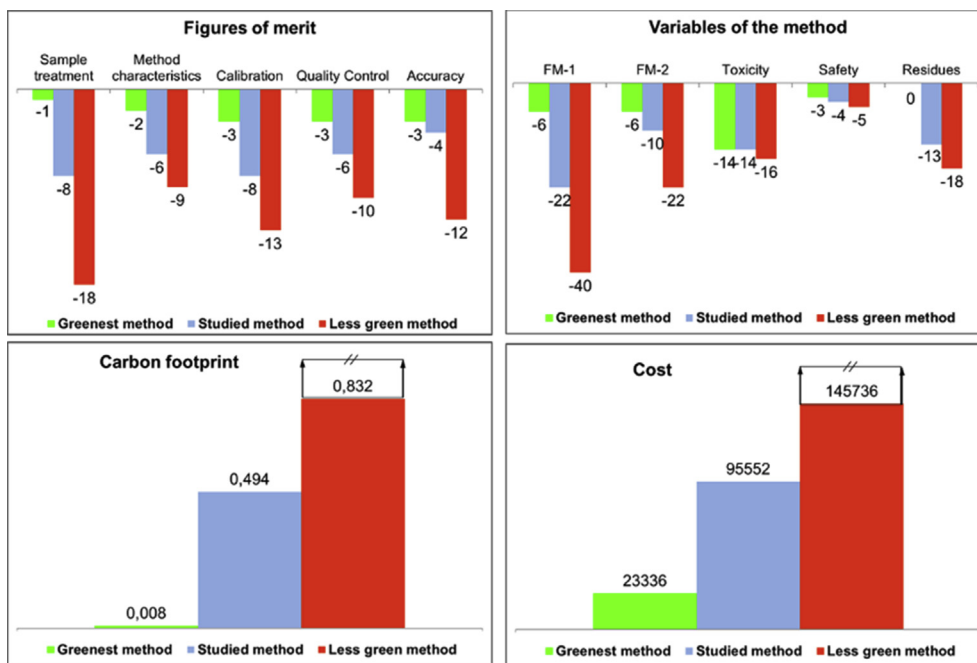 Figures of merit
Sample treatment
Method characteristics
Calibration
Quality Control
Accuracy
-1
-8
-18
-2
-6
-9
-3
-8
-13
-3
-6
-10
-3
-4
-12
Greenest method
Studied method
Less green method
Variables of the method
FM-1
FM-2
Toxicity
Safety
Residues
-6
-22
-40
-6
-10
-22
-14
-14
-16
-3
-4
-5
0
-13
-18
Greenest method
Studied method
Less green method
Carbon footprint
0,008
0,494
0,832
Greenest method
Studied method
Less green method
Cost
23336
95552
145736
Greenest method
Studied method
Less green method